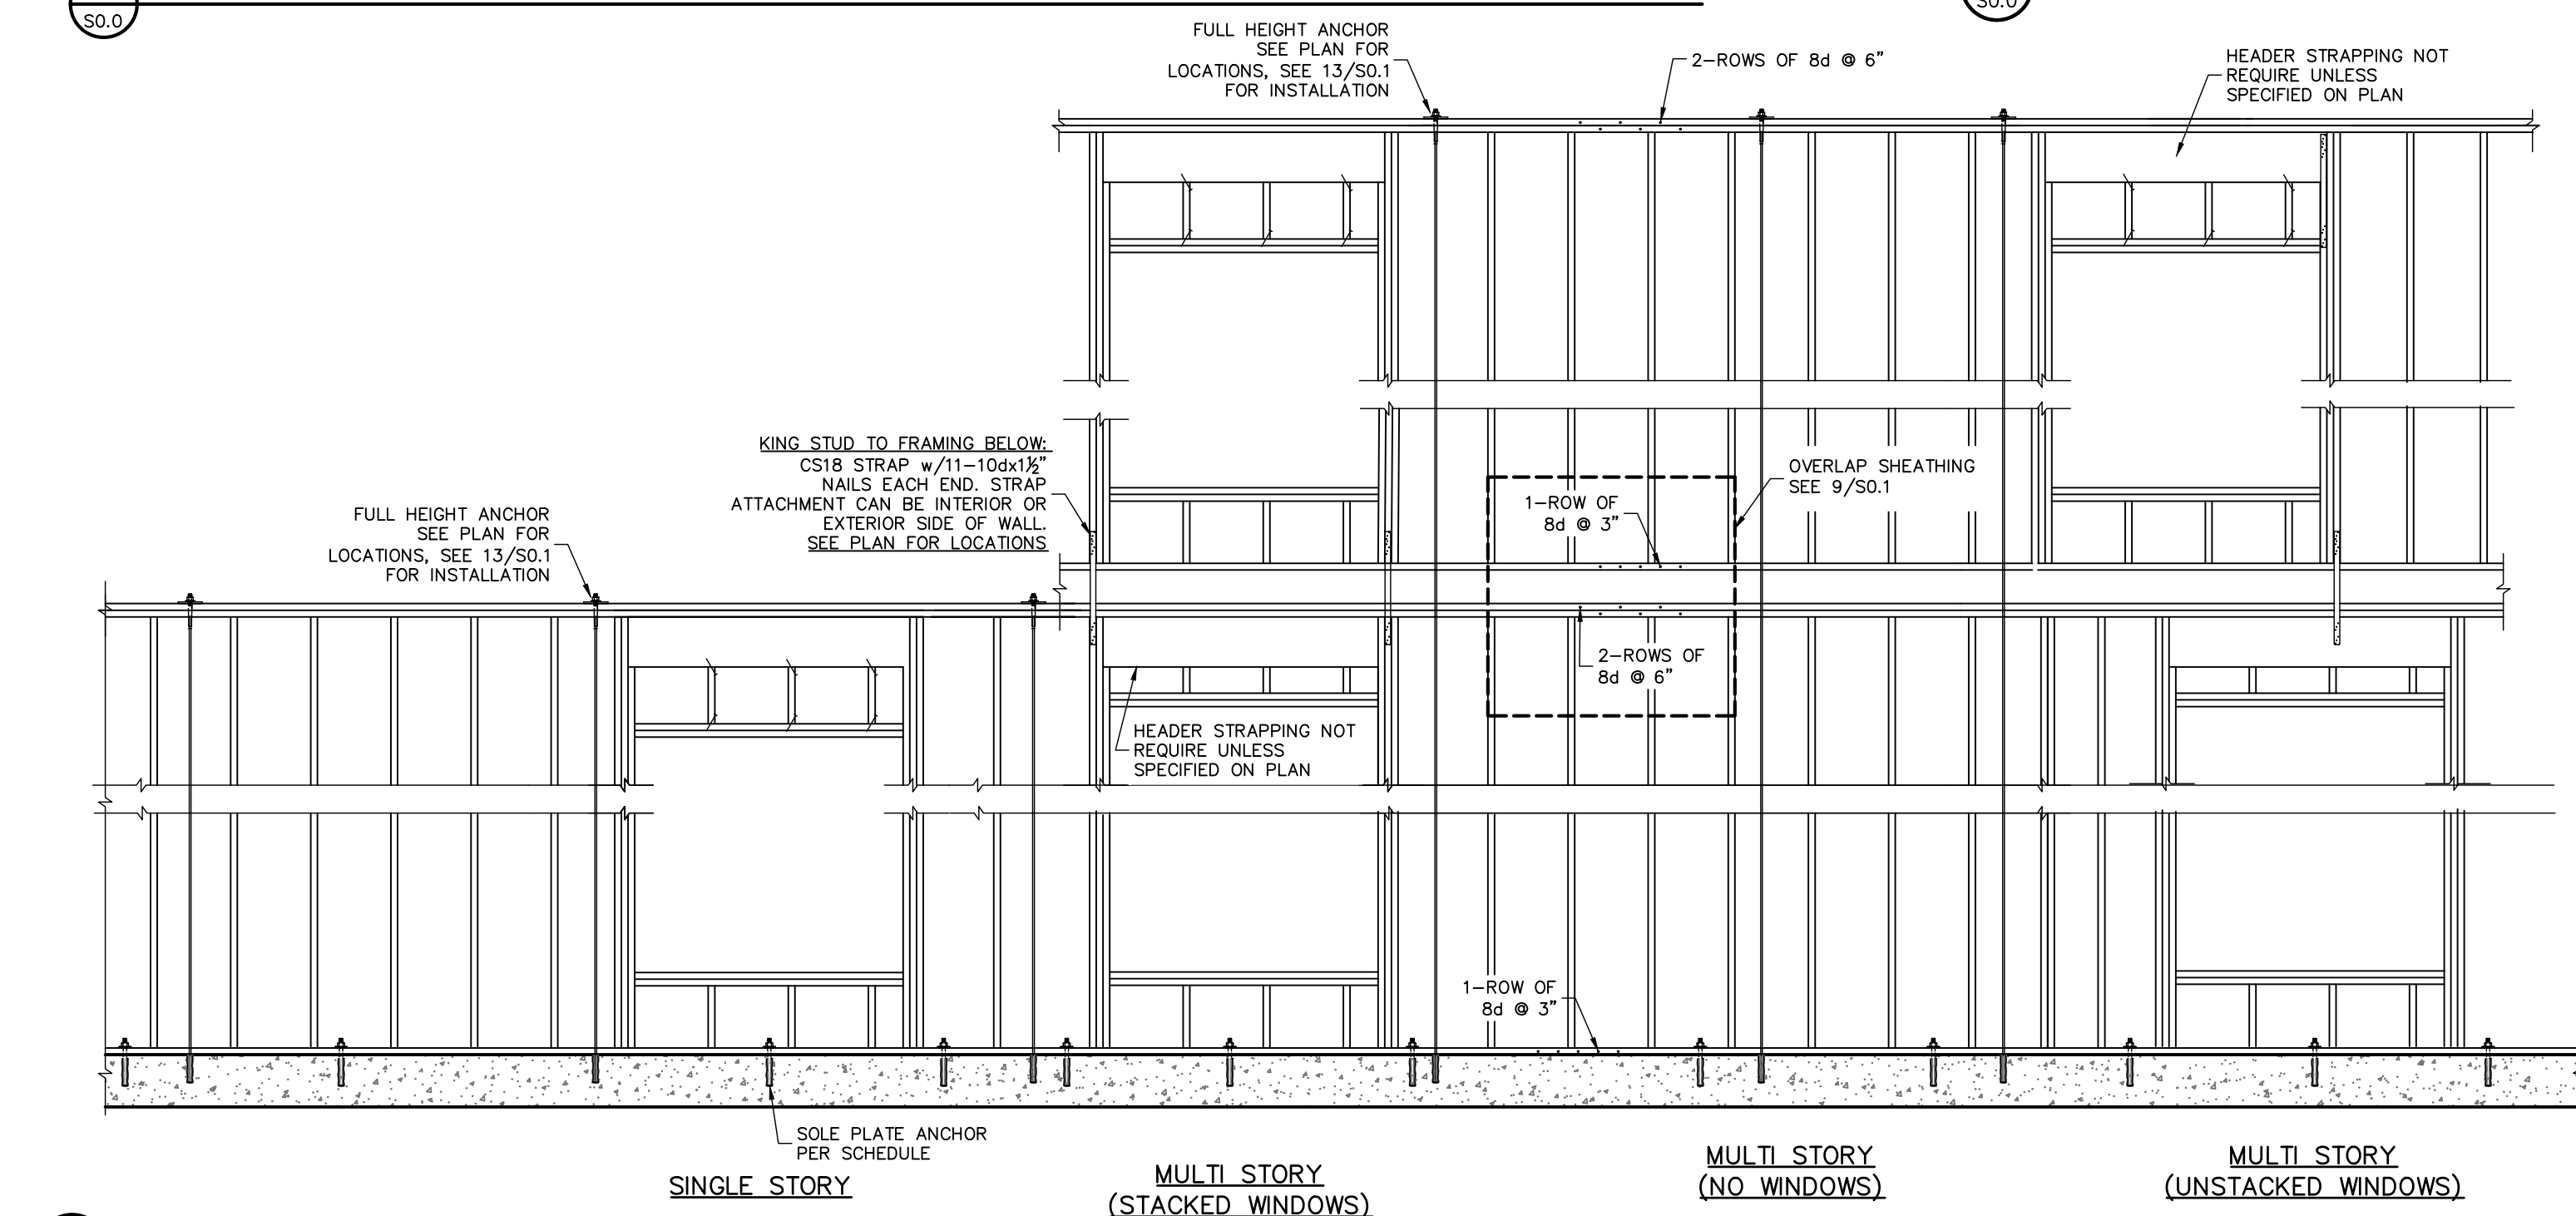 S0.0
S0.0
FULL HEIGHT ANCHOR
SEE PLAN FOR
LOCATIONS, SEE 13/S0.1
FOR INSTALLATION
2-ROWS OF 8d @ 6"
HEADER STRAPPING NOT
REQUIRE UNLESS
SPECIFIED ON PLAN
KING STUD TO FRAMING BELOW:
CS18 STRAP w/11-10dx1½"
NAILS EACH END. STRAP
ATTACHMENT CAN BE INTERIOR OR
EXTERIOR SIDE OF WALL.
SEE PLAN FOR LOCATIONS
OVERLAP SHEATHING
SEE 9/S0.1
1-ROW OF
8d @ 3"
FULL HEIGHT ANCHOR
SEE PLAN FOR
LOCATIONS, SEE 13/S0.1
FOR INSTALLATION
2-ROWS OF
8d @ 6"
HEADER STRAPPING NOT
REQUIRE UNLESS
SPECIFIED ON PLAN
1-ROW OF
8d @ 3"
SOLE PLATE ANCHOR
PER SCHEDULE
SINGLE STORY
MULTI STORY
(STACKED WINDOWS)
MULTI STORY
(NO WINDOWS)
MULTI STORY
(UNSTACKED WINDOWS)